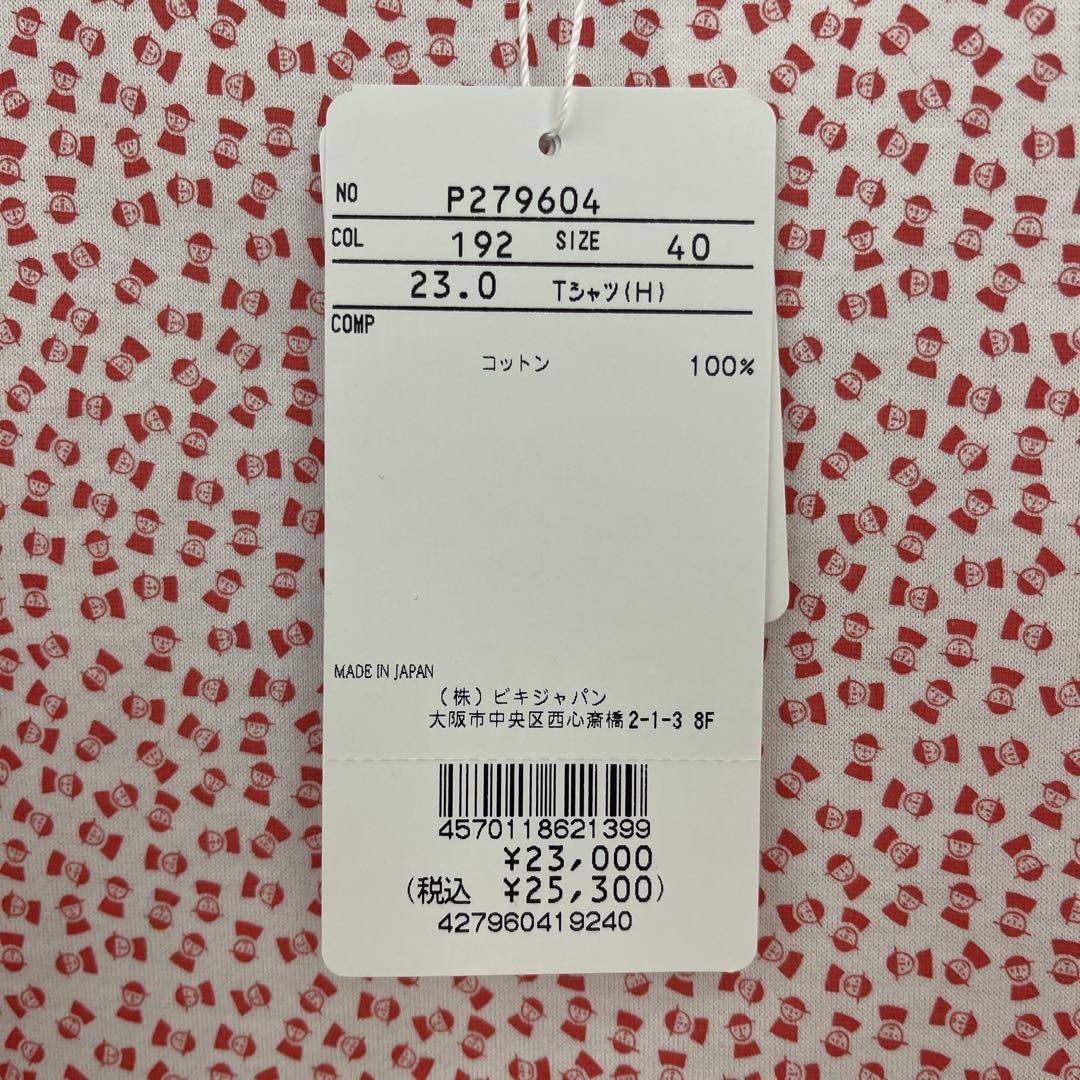 NO P279604
COL 192 SIZE 40
23.0 Tシャツ(H)
COMP
コットン 100%
MADE IN JAPAN
(株)ビキジャパン
大阪市中央区西心斎橋2-1-3 8F
4570118621399
¥23,000
(税込 ¥25,300)
427960419240